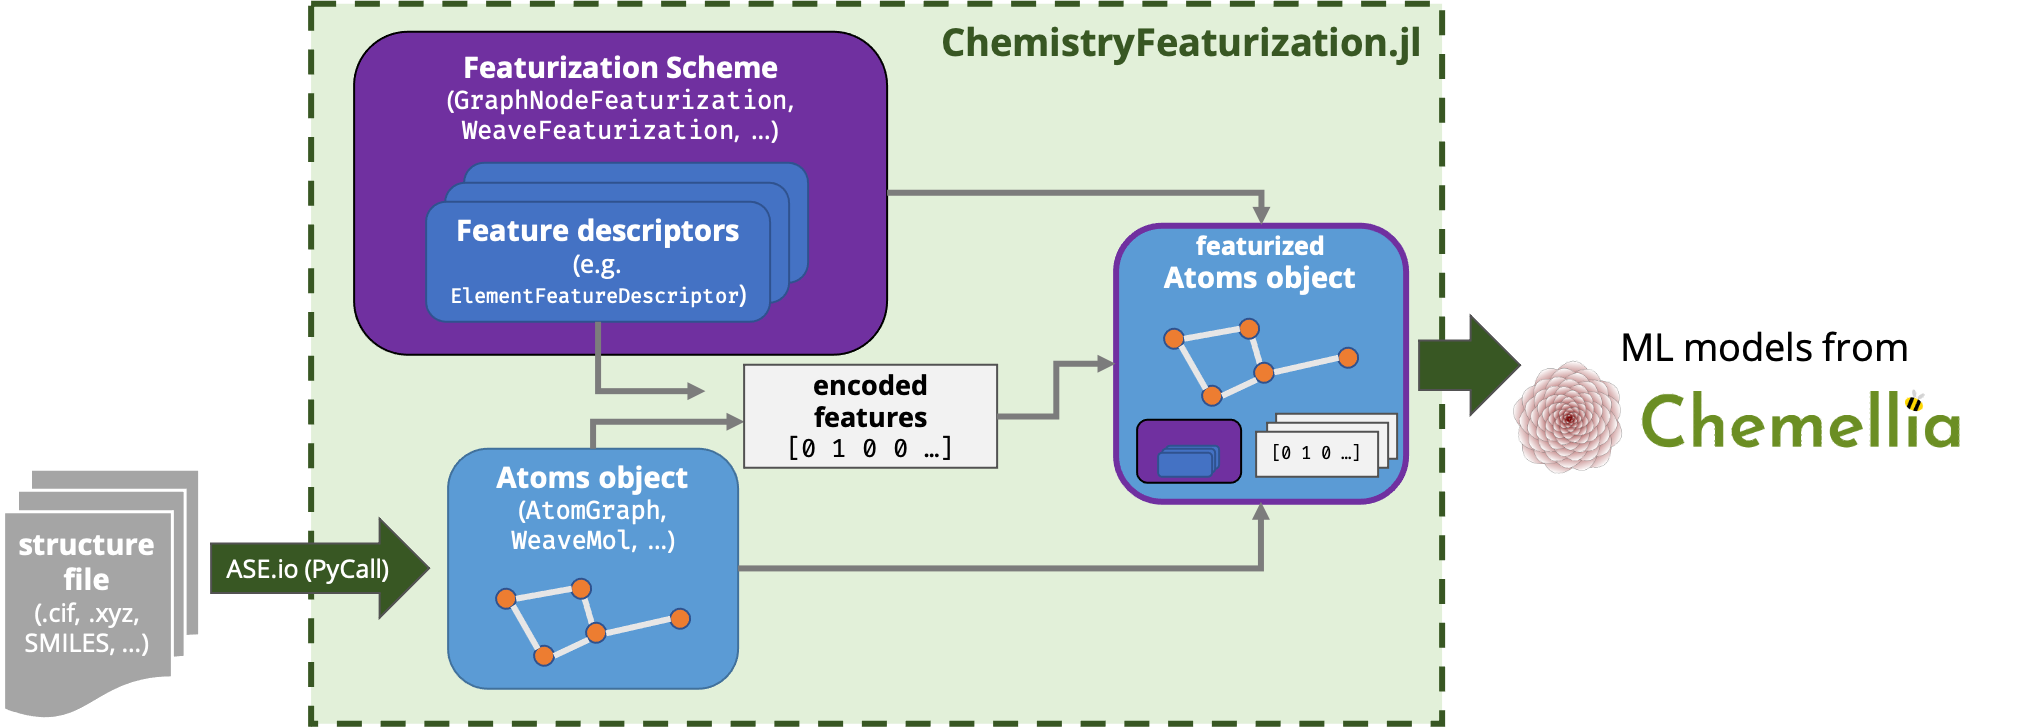 ChemistryFeaturization.jl
Featurization Scheme
(GraphNodeFeaturization,
WeaveFeaturization, …)
Feature descriptors
(e.g.
ElementFeatureDescriptor)
encoded
features
[0 1 0 0 …]
featurized
Atoms object
[0 1 0 …]
structure
file
(.cif, .xyz,
SMILES, …)
ASE.io (PyCall)
Atoms object
(AtomGraph,
WeaveMol, …)
ML models from
Chemellia